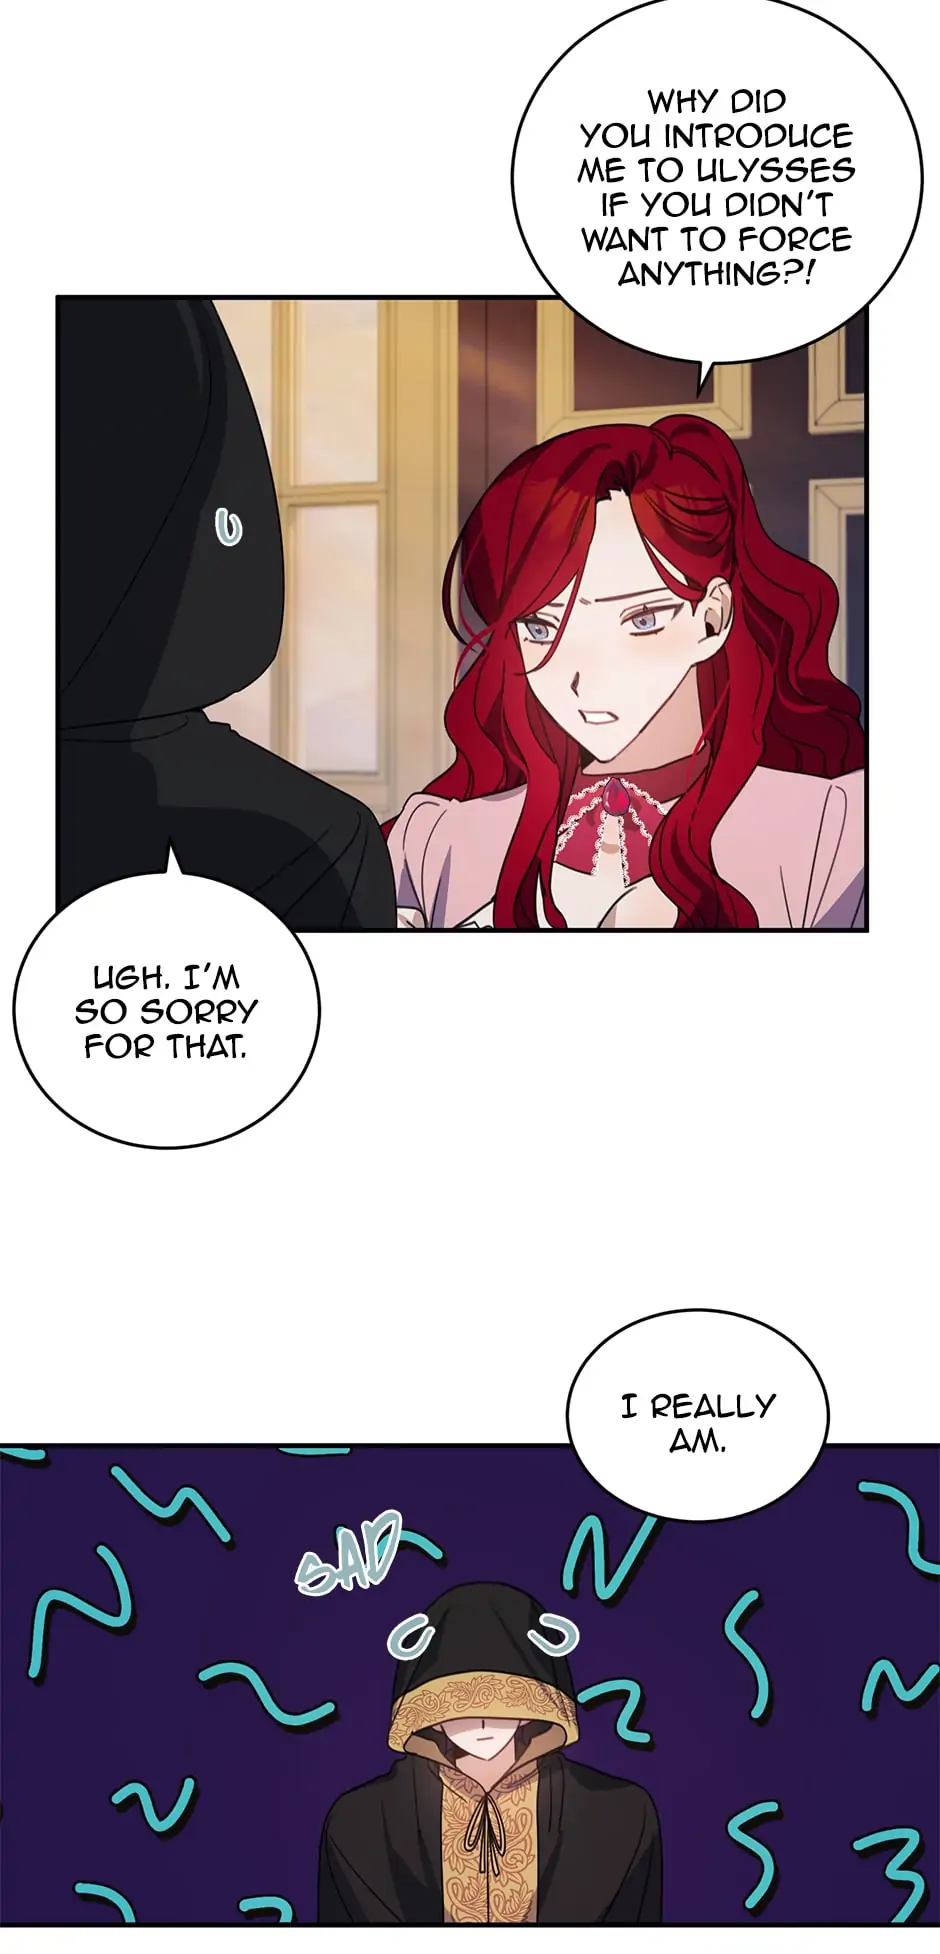 WHY DID
YOU INTRODUCE
ME TO ULYSSES
IF YOU DIDN'T
WANT TO FORCE
ANYTHING?!
UGH. I'M
SO SORRY
FOR THAT.
I REALLY
AM.
SAD